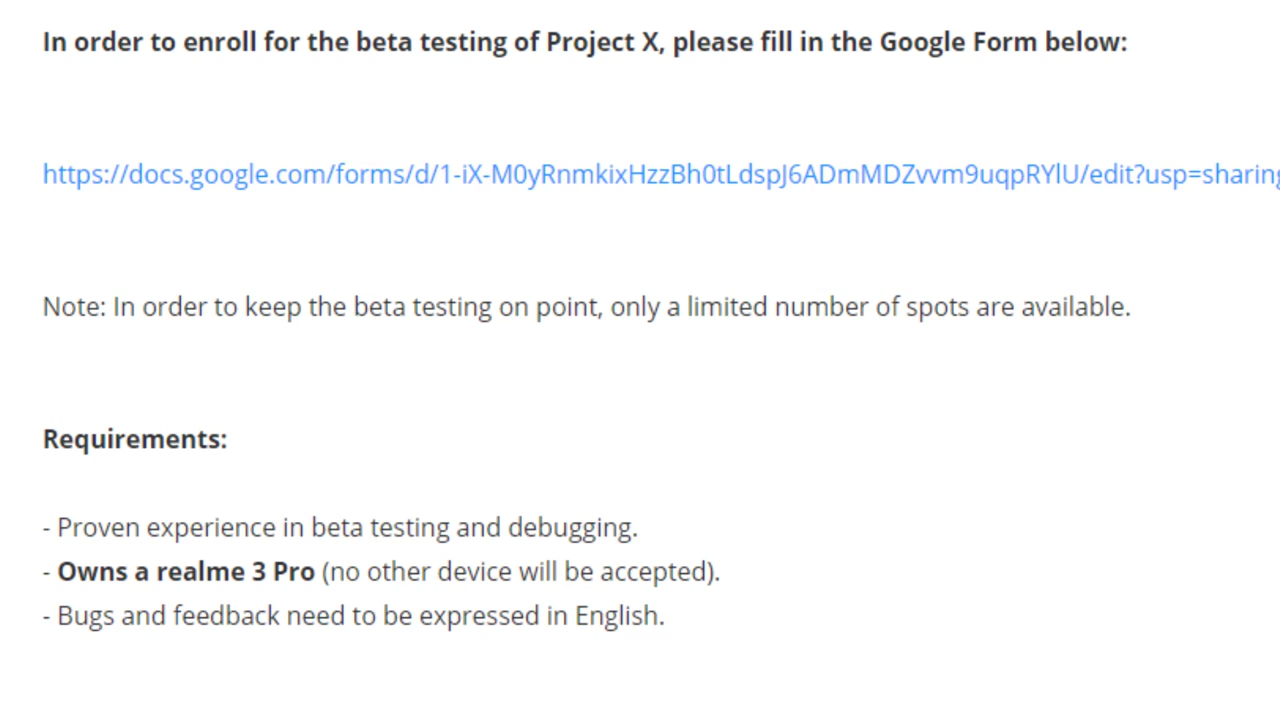 In order to enroll for the beta testing of Project X, please fill in the Google Form below:
https://docs.google.com/forms/d/1-iX-M0yRnmkixHzzBh0tLdspJ6ADmMDZvvm9uqpRYlU/edit?usp=sharing
Note: In order to keep the beta testing on point, only a limited number of spots are available.
Requirements:
- Proven experience in beta testing and debugging.
- Owns a realme 3 Pro (no other device will be accepted).
- Bugs and feedback need to be expressed in English.